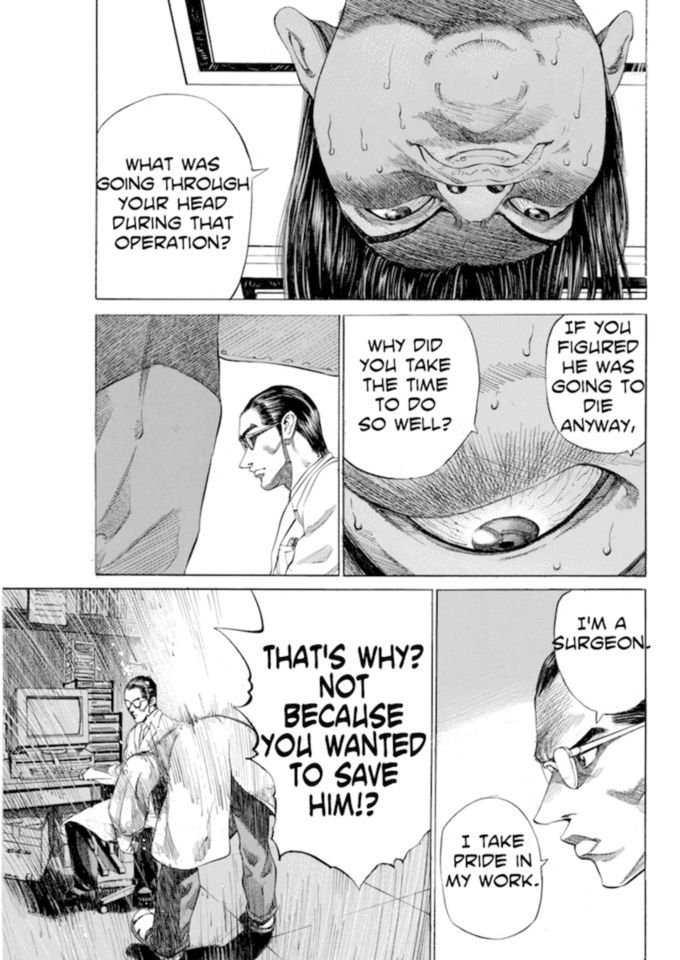 WHAT WAS
GOING THROUGH
YOUR HEAD
DURING THAT
OPERATION?
IF YOU
FIGURED
HE WAS
GOING TO
DIE
ANYWAY,
WHY DID
YOU TAKE
THE TIME
TO DO
SO WELL?
I'M A
SURGEON.
I TAKE
PRIDE IN
MY WORK.
THAT'S WHY?
NOT
BECAUSE
YOU WANTED
TO SAVE
HIM!?